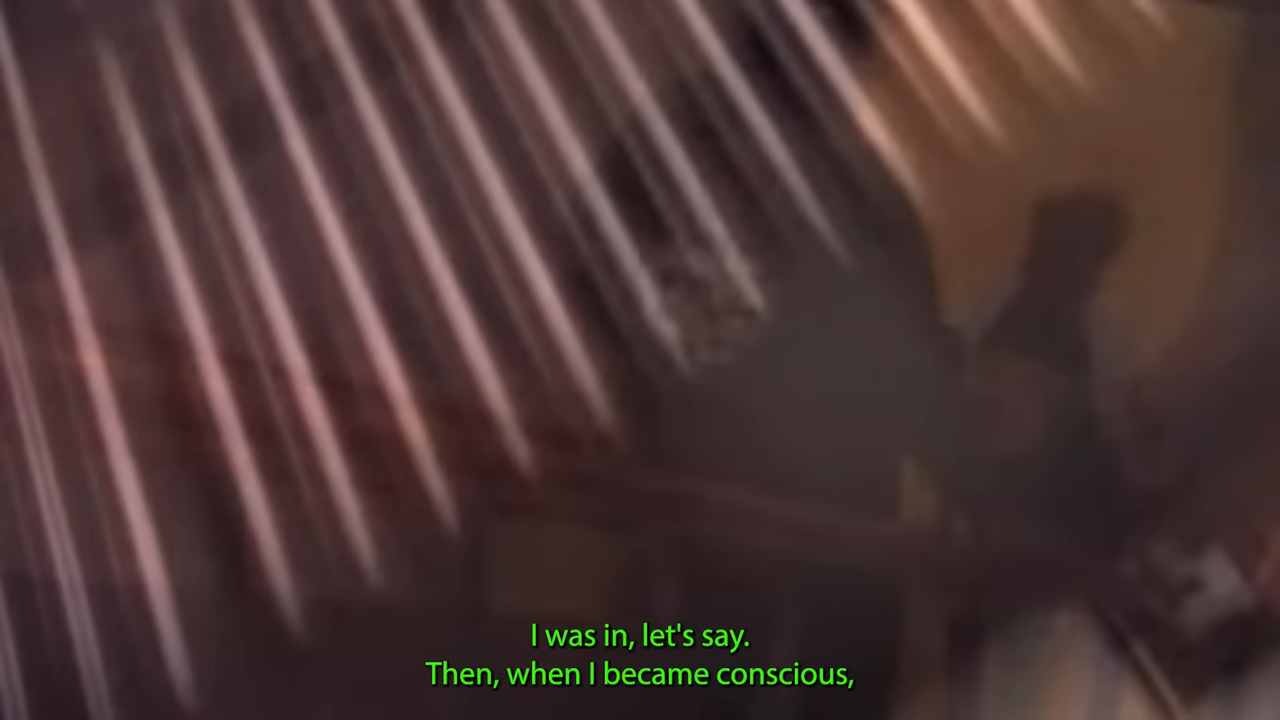 I was in, let's say.
Then, when I became conscious,